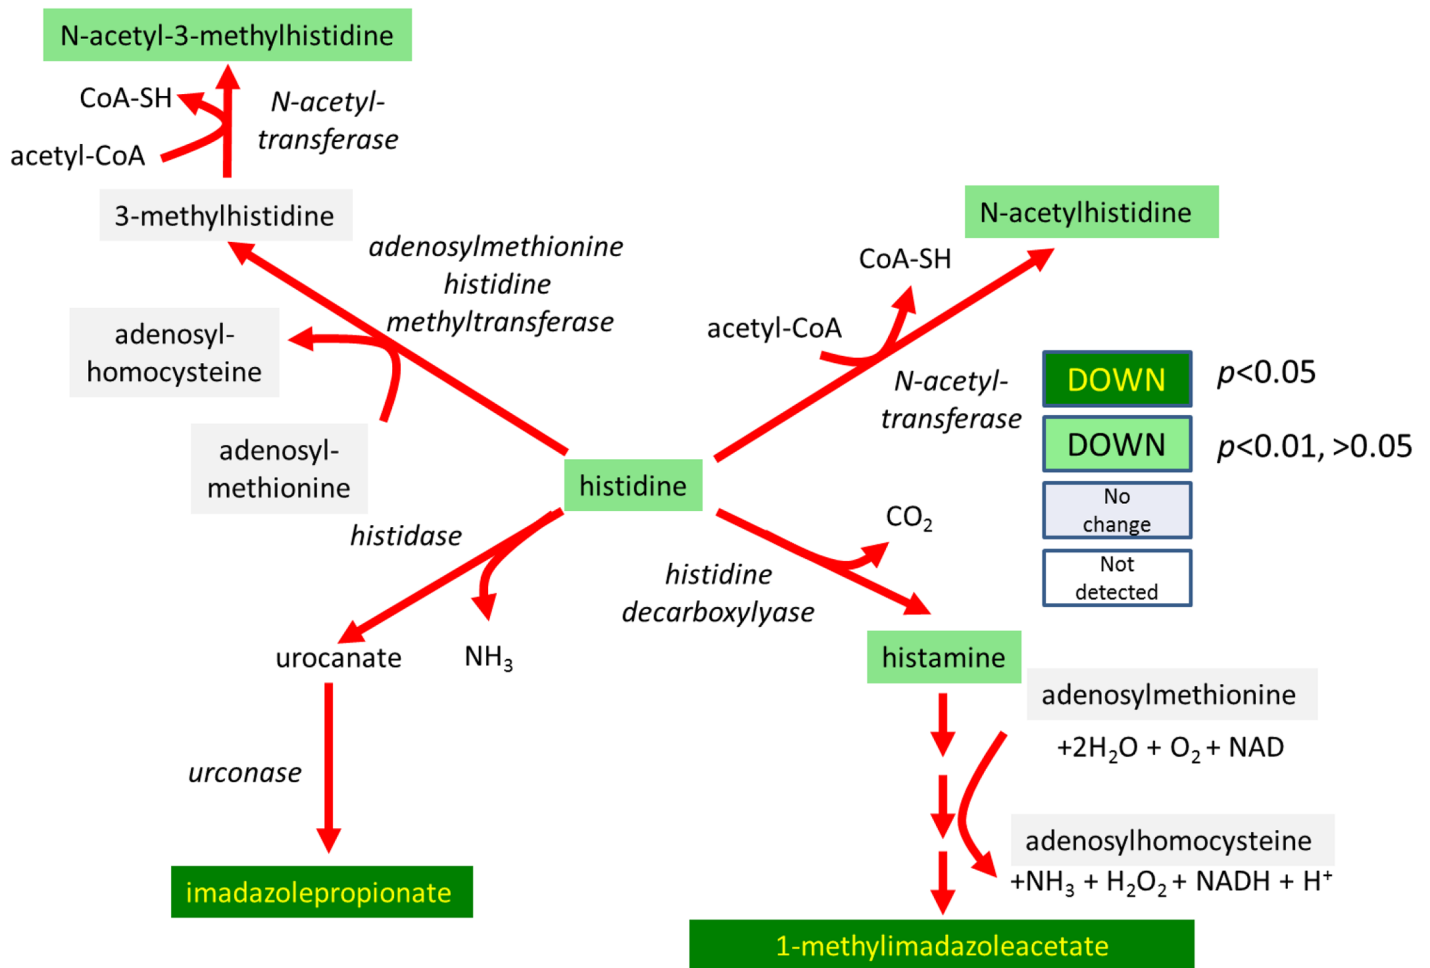 N-acetyl-3-methylhistidine
CoA-SH
N-acetyl-
transferase
acetyl-CoA
3-methylhistidine
adenosylmethionine
histidine
methyltransferase
adenosyl-
homocysteine
adenosyl-
methionine
N-acetylhistidine
CoA-SH
acetyl-CoA
N-acetyl-
transferase
DOWN p<0.05
DOWN p<0.01, >0.05
No
change
Not
detected
histidine
histidase
CO₂
histidine
decarboxylyase
urocanate
NH₃
histamine
adenosylmethionine
+2H₂O + O₂ + NAD
urconase
adenosylhomocysteine
+NH₃ + H₂O₂ + NADH + H⁺
imadazolepropionate
1-methylimadazoleacetate